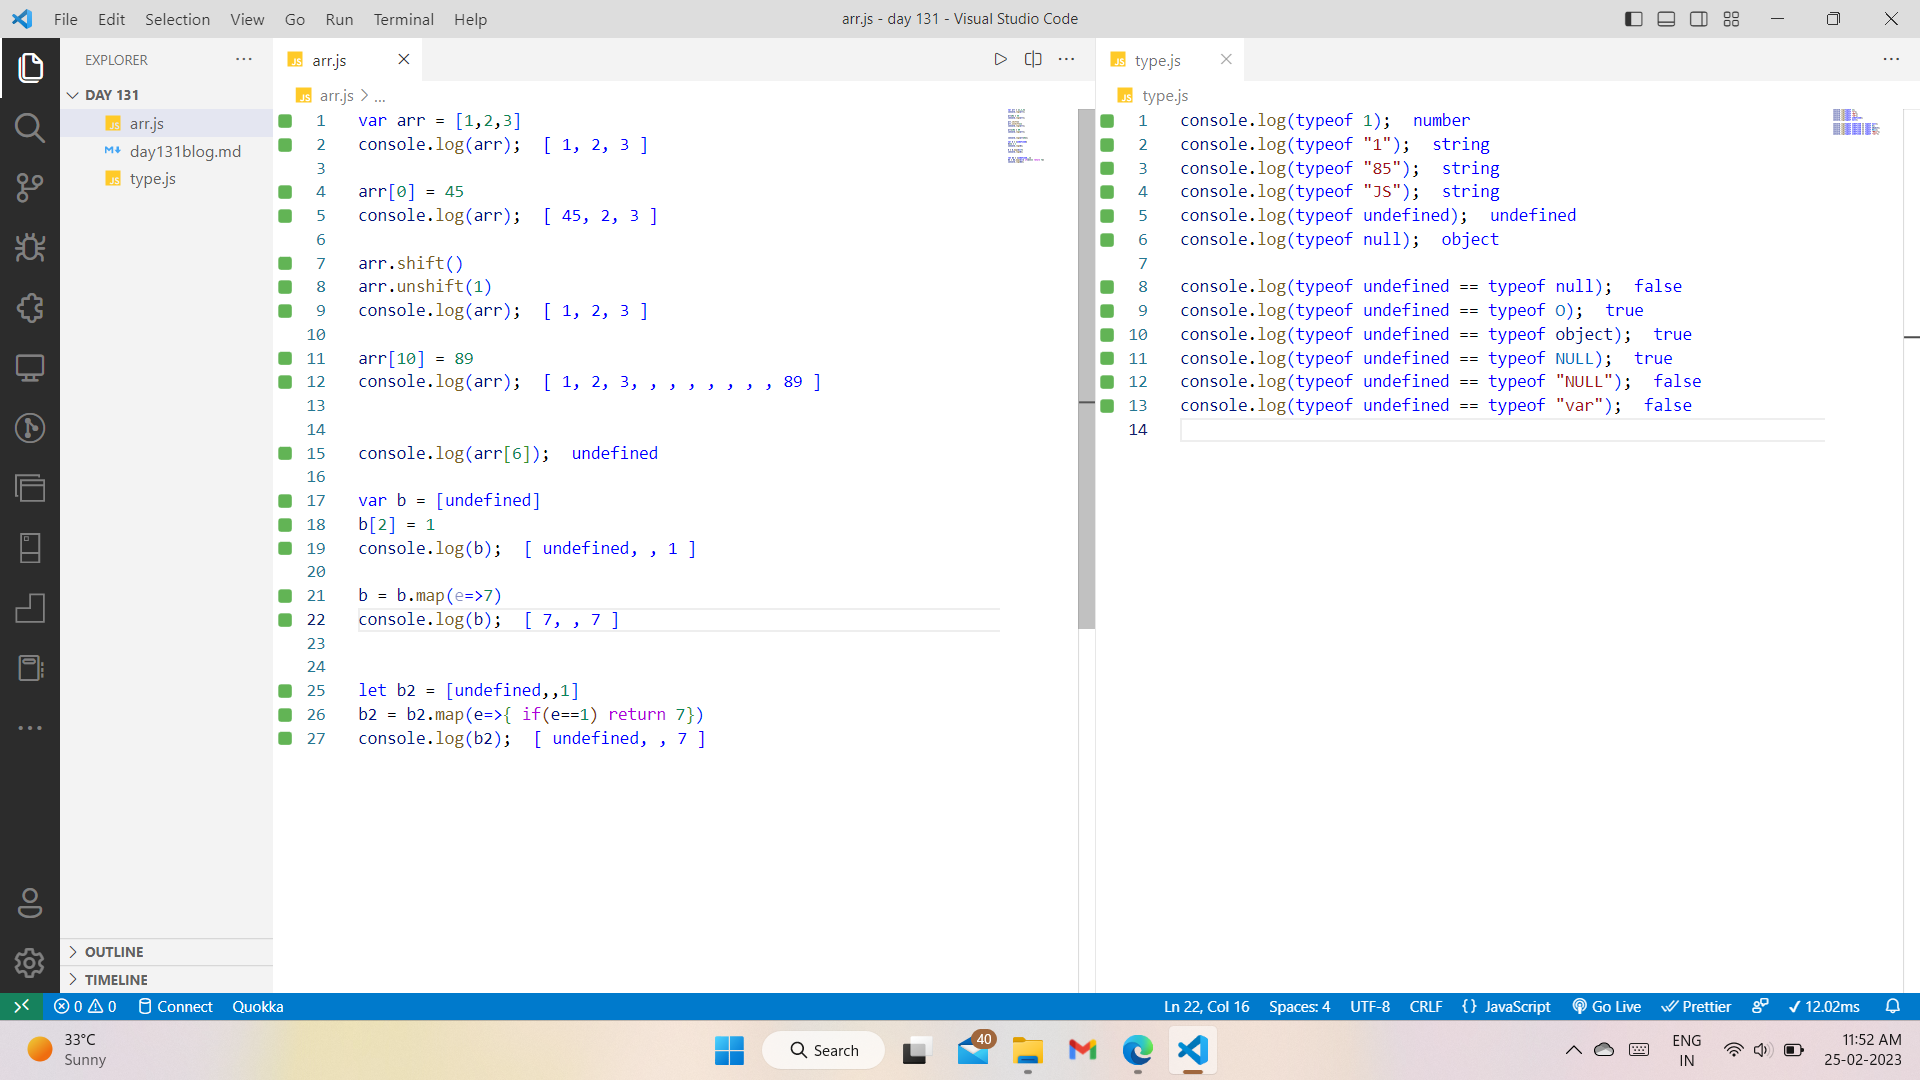 File Edit Selection View Go Run Terminal Help
arr.js - day 131 - Visual Studio Code
EXPLORER
DAY 131
arr.js
day131blog.md
type.js
OUTLINE
TIMELINE
arr.js
arr.js > ...
1 var arr = [1,2,3]
2 console.log(arr); [ 1, 2, 3 ]
3
4 arr[0] = 45
5 console.log(arr); [ 45, 2, 3 ]
6
7 arr.shift()
8 arr.unshift(1)
9 console.log(arr); [ 1, 2, 3 ]
10
11 arr[10] = 89
12 console.log(arr); [ 1, 2, 3, , , , , , , , 89 ]
13
14
15 console.log(arr[6]); undefined
16
17 var b = [undefined]
18 b[2] = 1
19 console.log(b); [ undefined, , 1 ]
20
21 b = b.map(e=>7)
22 console.log(b); [ 7, , 7 ]
23
24
25 let b2 = [undefined,,1]
26 b2 = b2.map(e=>{ if(e==1) return 7})
27 console.log(b2); [ undefined, , 7 ]
type.js
type.js
1 console.log(typeof 1); number
2 console.log(typeof "1"); string
3 console.log(typeof "85"); string
4 console.log(typeof "JS"); string
5 console.log(typeof undefined); undefined
6 console.log(typeof null); object
7
8 console.log(typeof undefined == typeof null); false
9 console.log(typeof undefined == typeof O); true
10 console.log(typeof undefined == typeof object); true
11 console.log(typeof undefined == typeof NULL); true
12 console.log(typeof undefined == typeof "NULL"); false
13 console.log(typeof undefined == typeof "var"); false
14
0 0 Connect Quokka
Ln 22, Col 16 Spaces: 4 UTF-8 CRLF {} JavaScript Go Live Prettier 12.02ms
33°C
Sunny
Search
40
ENG
IN
11:52 AM
25-02-2023